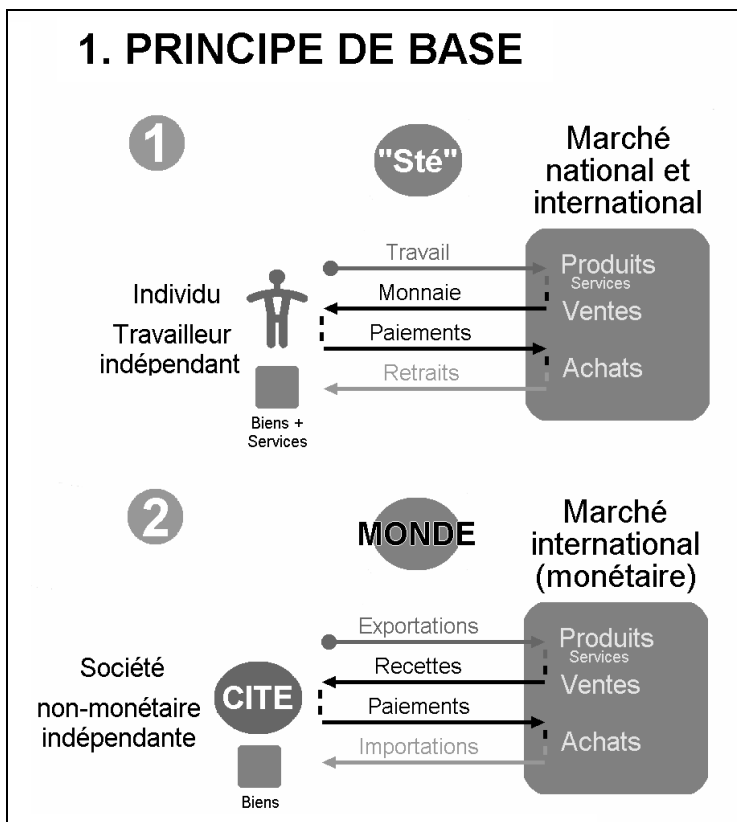 1. PRINCIPE DE BASE
1
"Sté"
Marché
national et
international
Travail
Produits
Services
Individu
Monnaie
Ventes
Travailleur
indépendant
Paiements
Retraits
Achats
Biens +
Services
2
MONDE
Marché
international
(monétaire)
Exportations
Produits
Services
Société
non-monétaire
indépendante
CITE
Recettes
Ventes
Paiements
Importations
Achats
Biens